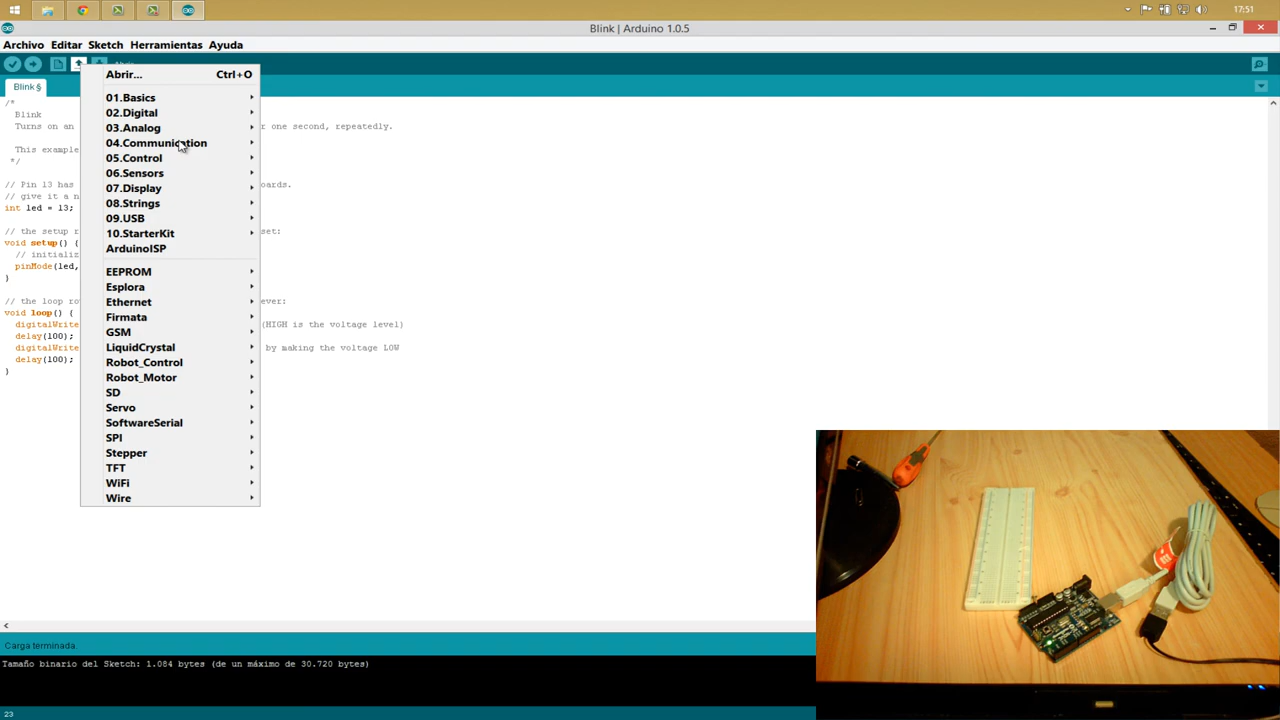 17:51
Blink | Arduino 1.0.5
Archivo Editar Sketch Herramientas Ayuda
Abrir
Blink §
Abrir... Ctrl+O
01.Basics
02.Digital
03.Analog
04.Communication
05.Control
06.Sensors
07.Display
08.Strings
09.USB
10.StarterKit
ArduinoISP
EEPROM
Esplora
Ethernet
Firmata
GSM
LiquidCrystal
Robot_Control
Robot_Motor
SD
Servo
SoftwareSerial
SPI
Stepper
TFT
WiFi
Wire
/*
Blink
Turns on an r one second, repeatedly.
This example
*/
// Pin 13 has oards.
// give it a n
int led = 13;
// the setup r set:
void setup() {
// initializ
pinMode(led,
}
// the loop ro ever:
void loop() {
digitalWrite (HIGH is the voltage level)
delay(100);
digitalWrite by making the voltage LOW
delay(100);
}
Carga terminada.
Tamaño binario del Sketch: 1.084 bytes (de un máximo de 30.720 bytes)
23